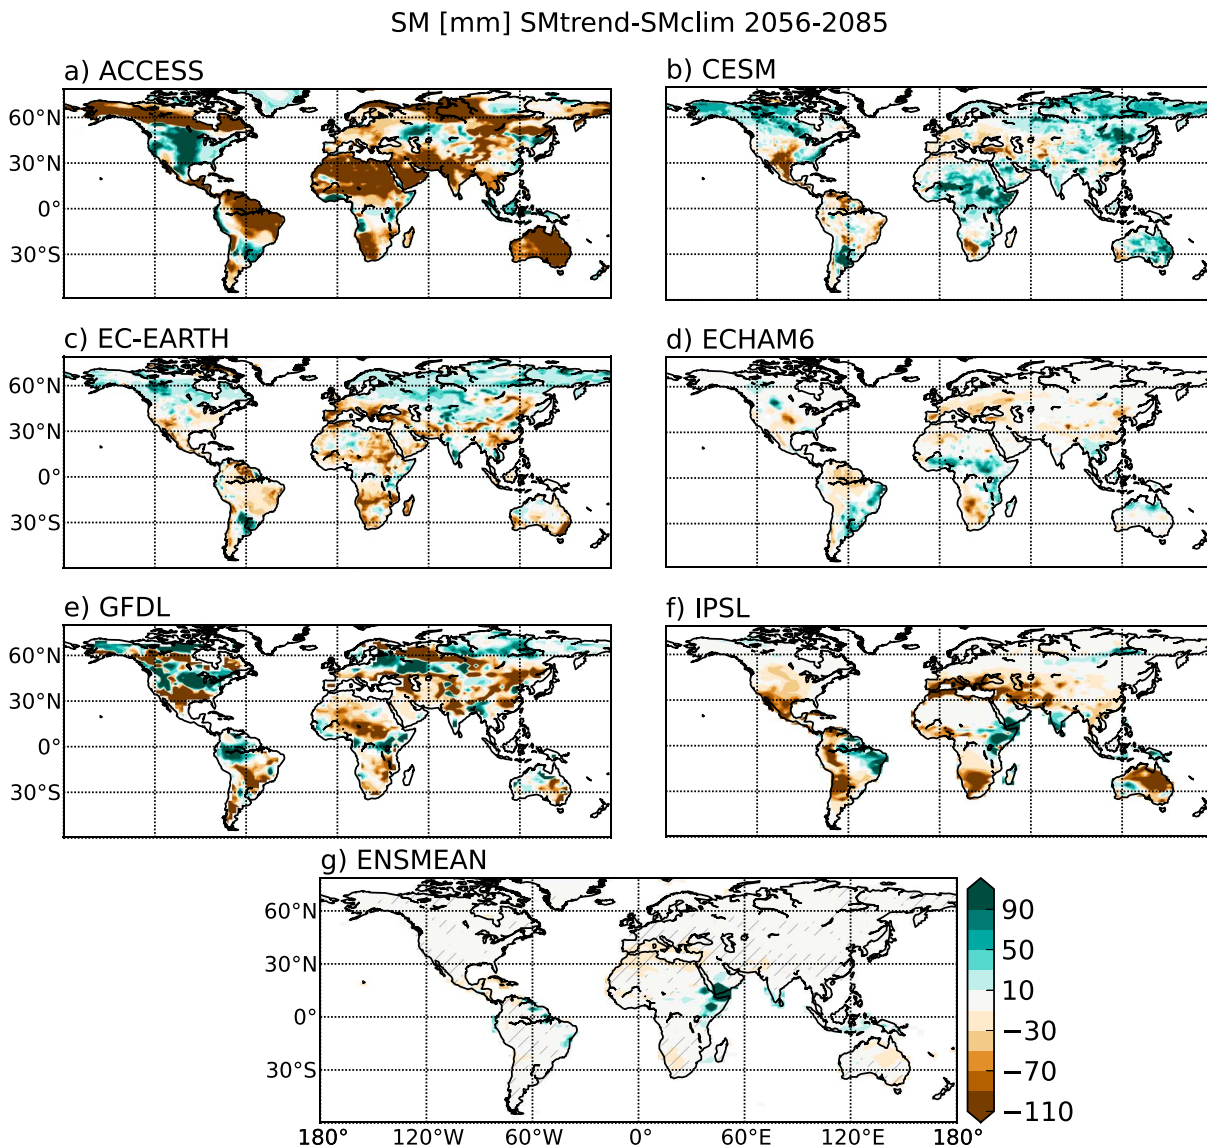 SM [mm] SMtrend-SMclim 2056-2085
a) ACCESS
b) CESM
60°N
30°N
0°
30°S
c) EC-EARTH
d) ECHAM6
60°N
30°N
0°
30°S
e) GFDL
f) IPSL
60°N
30°N
0°
30°S
g) ENSMEAN
60°N
30°N
0°
30°S
180°
120°W
60°W
0°
60°E
120°E
180°
90
50
10
−30
−70
−110